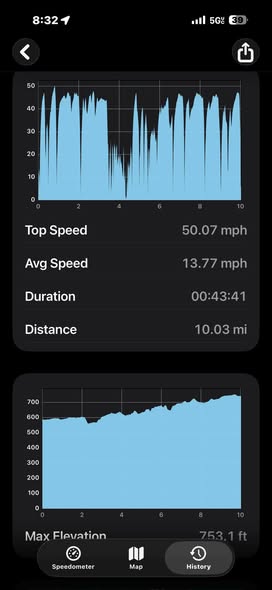 8:32
5G
39
50
40
30
20
10
0
0 2 4 6 8 10
Top Speed 50.07 mph
Avg Speed 13.77 mph
Duration 00:43:41
Distance 10.03 mi
700
600
500
400
300
200
100
0
0 2 4 6 8 10
Max Elevation 753.1 ft
Speedometer Map History